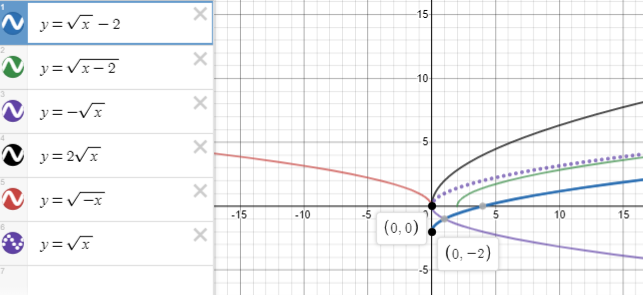 1
y = √x − 2
2
y = √(x − 2)
3
y = −√x
4
y = 2√x
5
y = √(−x)
6
y = √x
7
15
10
5
-15 -10 -5 0 5 10 15
(0, 0)
(0, −2)
-5